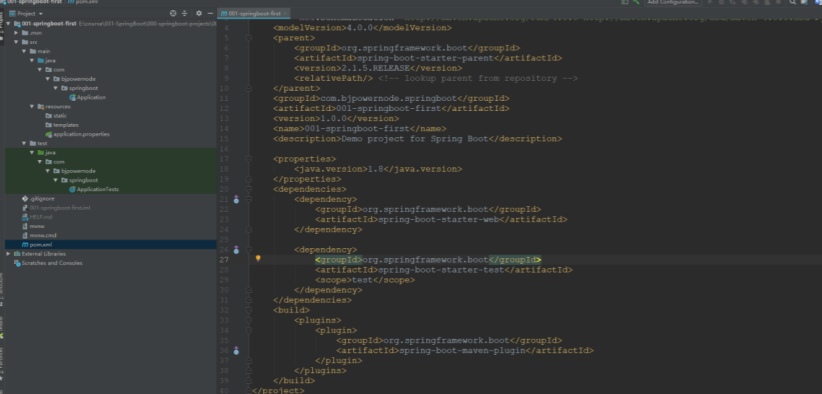 001-springboot-first
pom.xml
Add Configuration...
Project
001-springboot-first
.mvn
src
main
java
com
bjpowernode
springboot
Application
resources
static
templates
application.properties
test
java
com
bjpowernode
springboot
ApplicationTests
.gitignore
001-springboot-first.iml
HELP.md
mvnw
mvnw.cmd
pom.xml
External Libraries
Scratches and Consoles
001-springboot-first
4 <modelVersion>4.0.0</modelVersion>
5 <parent>
6 <groupId>org.springframework.boot</groupId>
7 <artifactId>spring-boot-starter-parent</artifactId>
8 <version>2.1.5.RELEASE</version>
9 <relativePath/> <!-- lookup parent from repository -->
10 </parent>
11 <groupId>com.bjpowernode.springboot</groupId>
12 <artifactId>001-springboot-first</artifactId>
13 <version>1.0.0</version>
14 <name>001-springboot-first</name>
15 <description>Demo project for Spring Boot</description>
16
17 <properties>
18 <java.version>1.8</java.version>
19 </properties>
20 <dependencies>
21 <dependency>
22 <groupId>org.springframework.boot</groupId>
23 <artifactId>spring-boot-starter-web</artifactId>
24 </dependency>
25
26 <dependency>
27 <groupId>org.springframework.boot</groupId>
28 <artifactId>spring-boot-starter-test</artifactId>
29 <scope>test</scope>
30 </dependency>
31 </dependencies>
32 <build>
33 <plugins>
34 <plugin>
35 <groupId>org.springframework.boot</groupId>
36 <artifactId>spring-boot-maven-plugin</artifactId>
37 </plugin>
38 </plugins>
39 </build>
40 </project>